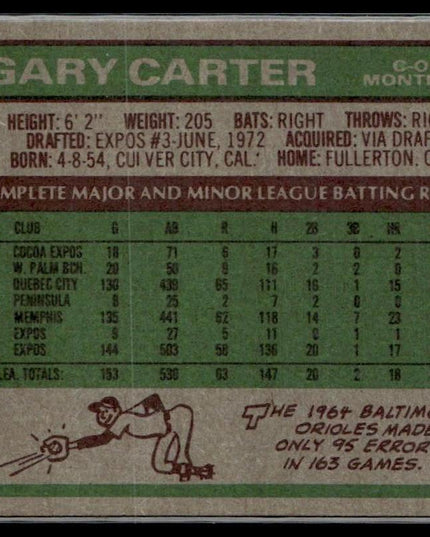 GARY CARTER C-O
MONTR
HEIGHT: 6' 2" WEIGHT: 205 BATS: RIGHT THROWS: RIG
DRAFTED: EXPOS #3-JUNE, 1972 ACQUIRED: VIA DRAF
BORN: 4-8-54, CULVER CITY, CAL. HOME: FULLERTON, C
MPLETE MAJOR AND MINOR LEAGUE BATTING R
CLUB G AB R H 2B 3B HR
COCOA EXPOS 18 71 6 17 3 0 2
W. PALM BCH. 20 50 9 16 2 2 0
QUEBEC CITY 130 439 65 111 16 1 15
PENINSULA 8 25 2 7 2 0 0
MEMPHIS 135 441 62 118 14 7 23
EXPOS 9 27 5 11 0 1 1
EXPOS 144 503 58 136 20 1 17
LEA. TOTALS: 153 530 63 147 20 2 18
THE 1964 BALTIMO
ORIOLES MADE
ONLY 95 ERROR
IN 163 GAMES.